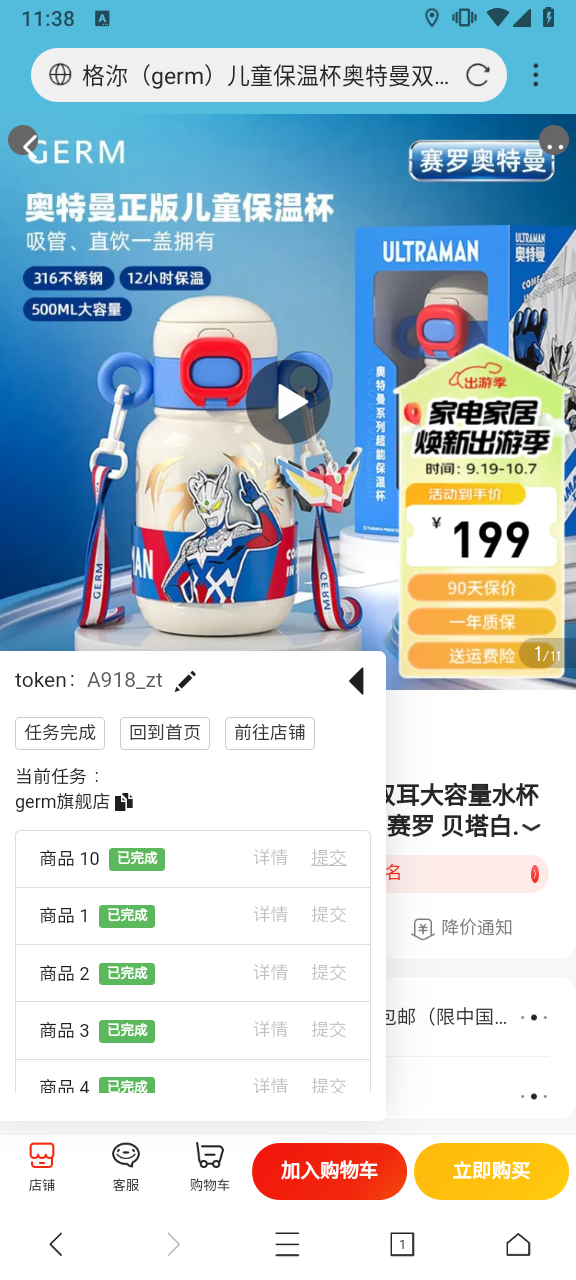 11:38
格沵（germ）儿童保温杯奥特曼双...
GERM
赛罗奥特曼
奥特曼正版儿童保温杯
吸管、直饮一盖拥有
316不锈钢 12小时保温
500ML大容量
ULTRAMAN
ULTRAMAN
奥特曼
奥特曼系列超能保温杯
出游季
家电家居
焕新出游季
时间：9.19-10.7
活动到手价
¥199
90天保价
一年质保
送运费险
1/11
GERM
GERM
token： A918_zt
任务完成 回到首页 前往店铺
当前任务：
germ旗舰店
双耳大容量水杯
赛罗 贝塔白.
商品 10 已完成 详情 提交
名
商品 1 已完成 详情 提交
降价通知
商品 2 已完成 详情 提交
商品 3 已完成 详情 提交
包邮（限中国...
商品 4 已完成 详情 提交
店铺 客服 购物车 加入购物车 立即购买
1